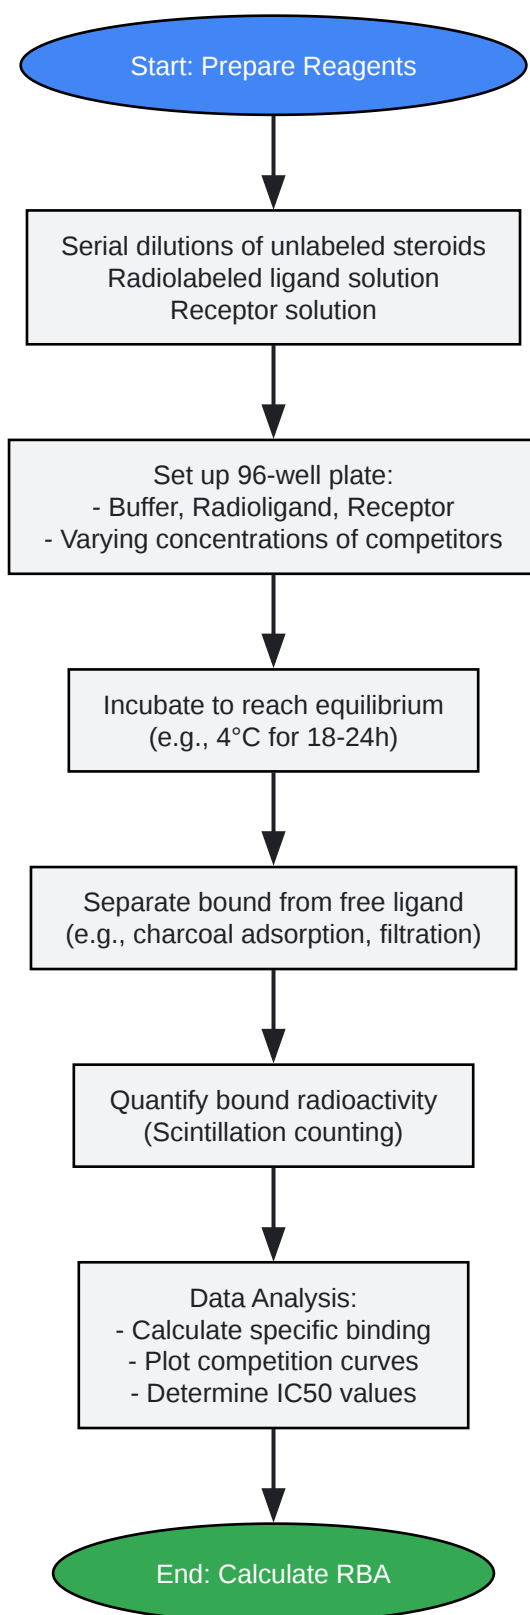 Start: Prepare Reagents
Serial dilutions of unlabeled steroids
Radiolabeled ligand solution
Receptor solution
Set up 96-well plate:
- Buffer, Radioligand, Receptor
- Varying concentrations of competitors
Incubate to reach equilibrium
(e.g., 4°C for 18-24h)
Separate bound from free ligand
(e.g., charcoal adsorption, filtration)
Quantify bound radioactivity
(Scintillation counting)
Data Analysis:
- Calculate specific binding
- Plot competition curves
- Determine IC50 values
End: Calculate RBA